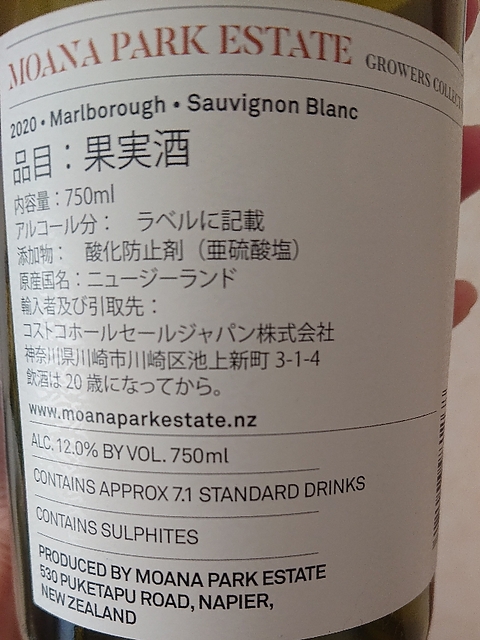 MOANA PARK ESTATE GROWERS
2020 • Marlborough • Sauvignon Blanc
品目：果実酒
内容量：750ml
アルコール分： ラベルに記載
添加物： 酸化防止剤（亜硫酸塩）
原産国名：ニュージーランド
輸入者及び引取先：
コストコホールセールジャパン株式会社
神奈川県川崎市川崎区池上新町 3-1-4
飲酒は 20 歳になってから。
www.moanaparkestate.nz
ALC. 12.0% BY VOL. 750ml
CONTAINS APPROX 7.1 STANDARD DRINKS
CONTAINS SULPHITES
PRODUCED BY MOANA PARK ESTATE
530 PUKETAPU ROAD, NAPIER,
NEW ZEALAND